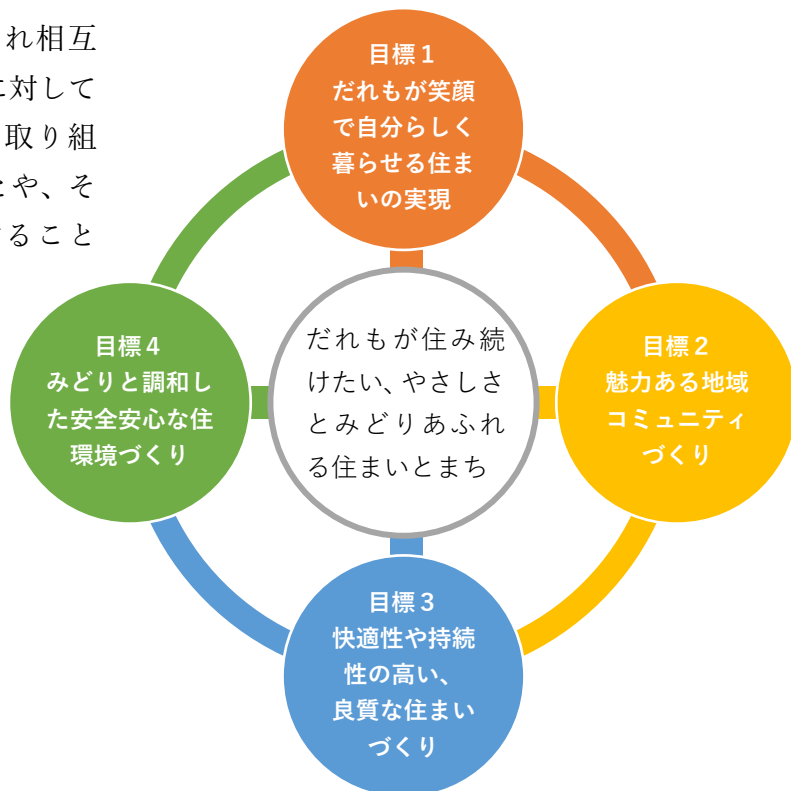 れ相互
に対して
取り組
とや、そ
ること
目標１
だれもが笑顔
で自分らしく
暮らせる住ま
いの実現
目標４
みどりと調和し
た安全安心な住
環境づくり
だれもが住み続
けたい、やさしさ
とみどりあふれ
る住まいとまち
目標２
魅力ある地域
コミュニティ
づくり
目標３
快適性や持続
性の高い、
良質な住まい
づくり